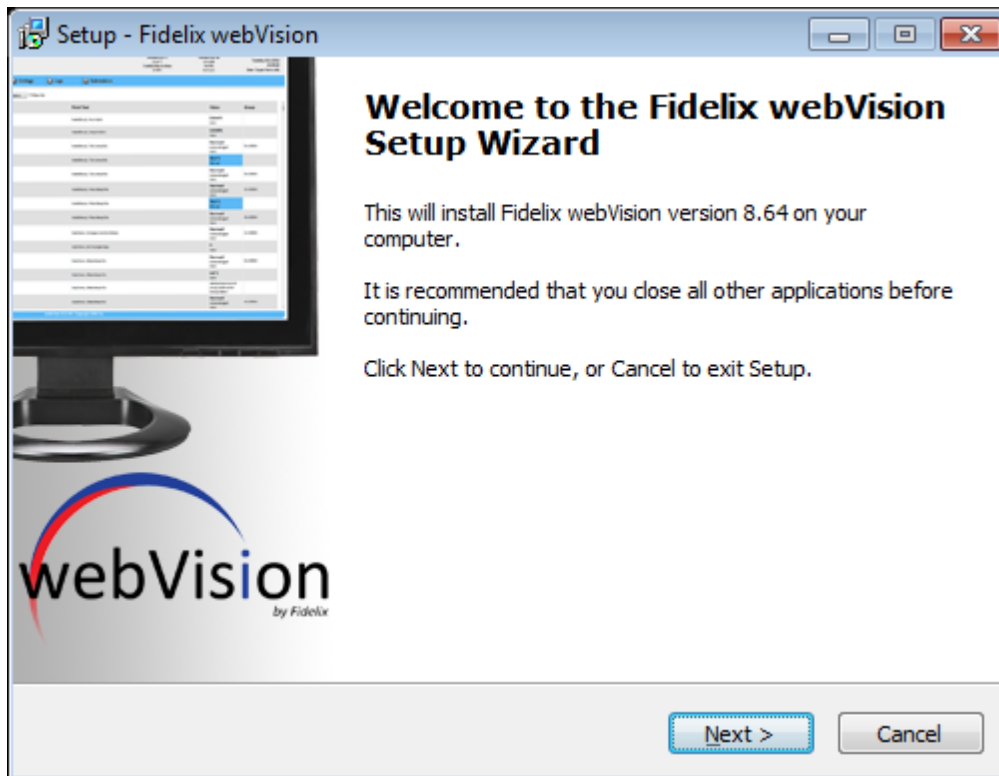 Setup - Fidelix webVision
Welcome to the Fidelix webVision
Setup Wizard
This will install Fidelix webVision version 8.64 on your
computer.
It is recommended that you close all other applications before
continuing.
Click Next to continue, or Cancel to exit Setup.
webVision
by Fidelix
Next >
Cancel